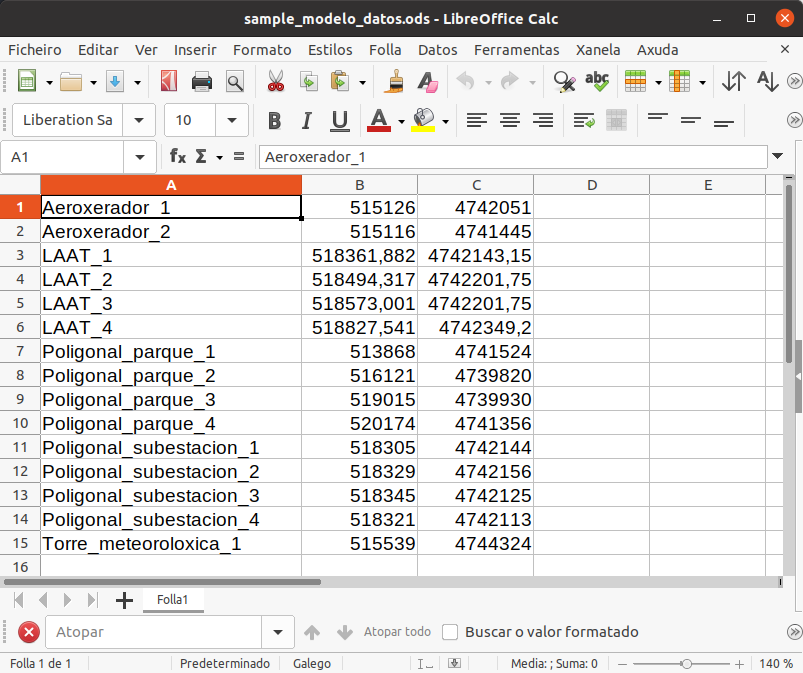 sample_modelo_datos.ods - LibreOffice Calc
Ficheiro Editar Ver Inserir Formato Estilos Folla Datos Ferramentas Xanela Axuda
abc
Liberation Sa 10 B I U A
A1 fx Σ = Aeroxerador_1
A B C D E
1 Aeroxerador_1 515126 4742051
2 Aeroxerador_2 515116 4741445
3 LAAT_1 518361,882 4742143,15
4 LAAT_2 518494,317 4742201,75
5 LAAT_3 518573,001 4742201,75
6 LAAT_4 518827,541 4742349,2
7 Poligonal_parque_1 513868 4741524
8 Poligonal_parque_2 516121 4739820
9 Poligonal_parque_3 519015 4739930
10 Poligonal_parque_4 520174 4741356
11 Poligonal_subestacion_1 518305 4742144
12 Poligonal_subestacion_2 518329 4742156
13 Poligonal_subestacion_3 518345 4742125
14 Poligonal_subestacion_4 518321 4742113
15 Torre_meteoroloxica_1 515539 4744324
16
Folla1
Atopar Atopar todo Buscar o valor formatado
Folla 1 de 1 Predeterminado Galego Media: ; Suma: 0 140 %